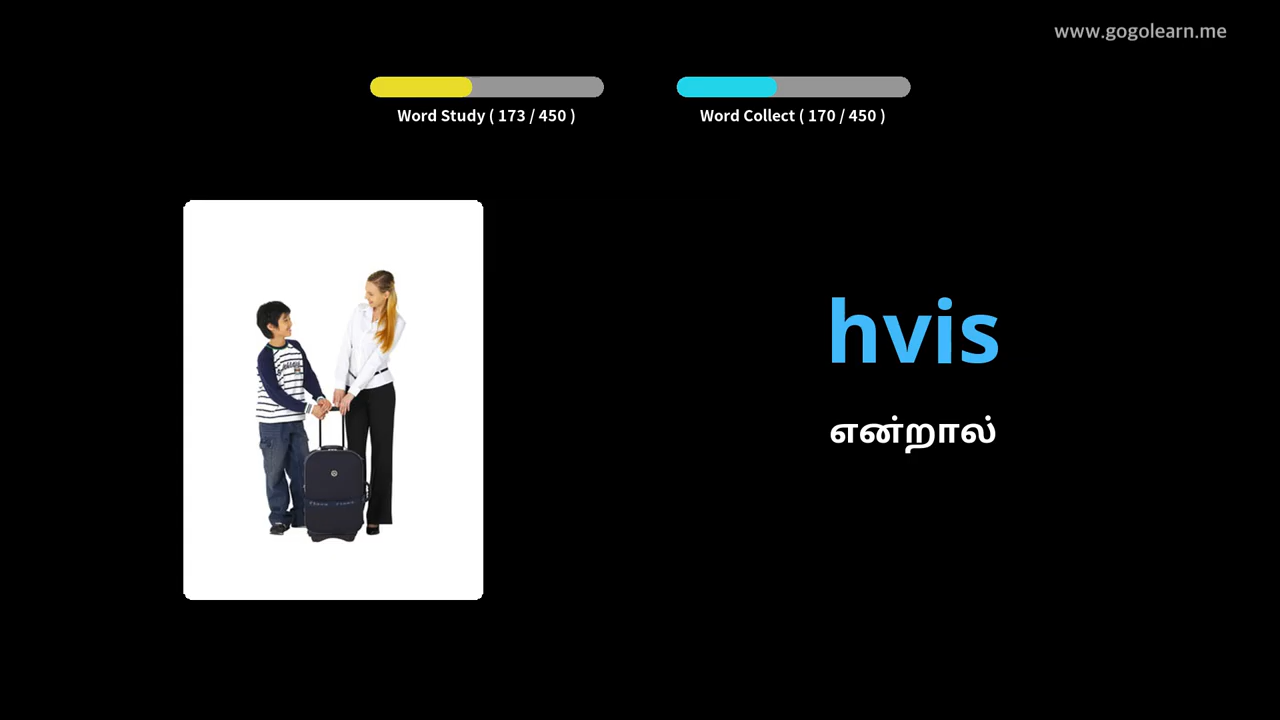 www.gogolearn.me
Word Study ( 173 / 450 )
Word Collect ( 170 / 450 )
hvis
என்றால்